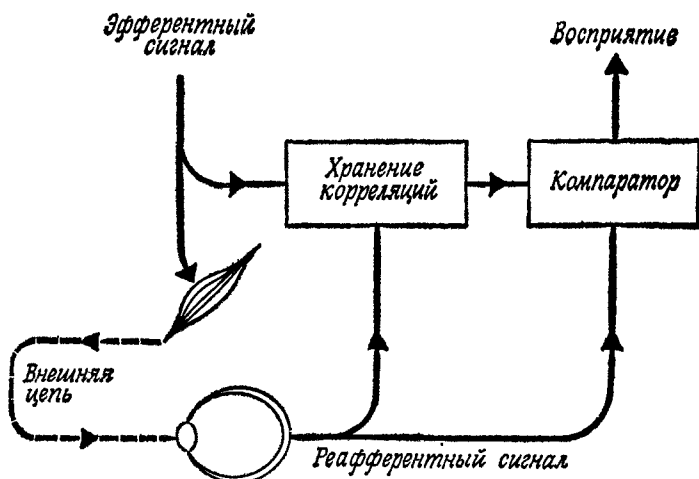 Эфферентный
сигнал
Восприятие
Хранение
корреляций
Компаратор
Внешняя
цепь
Реафферентный сигнал